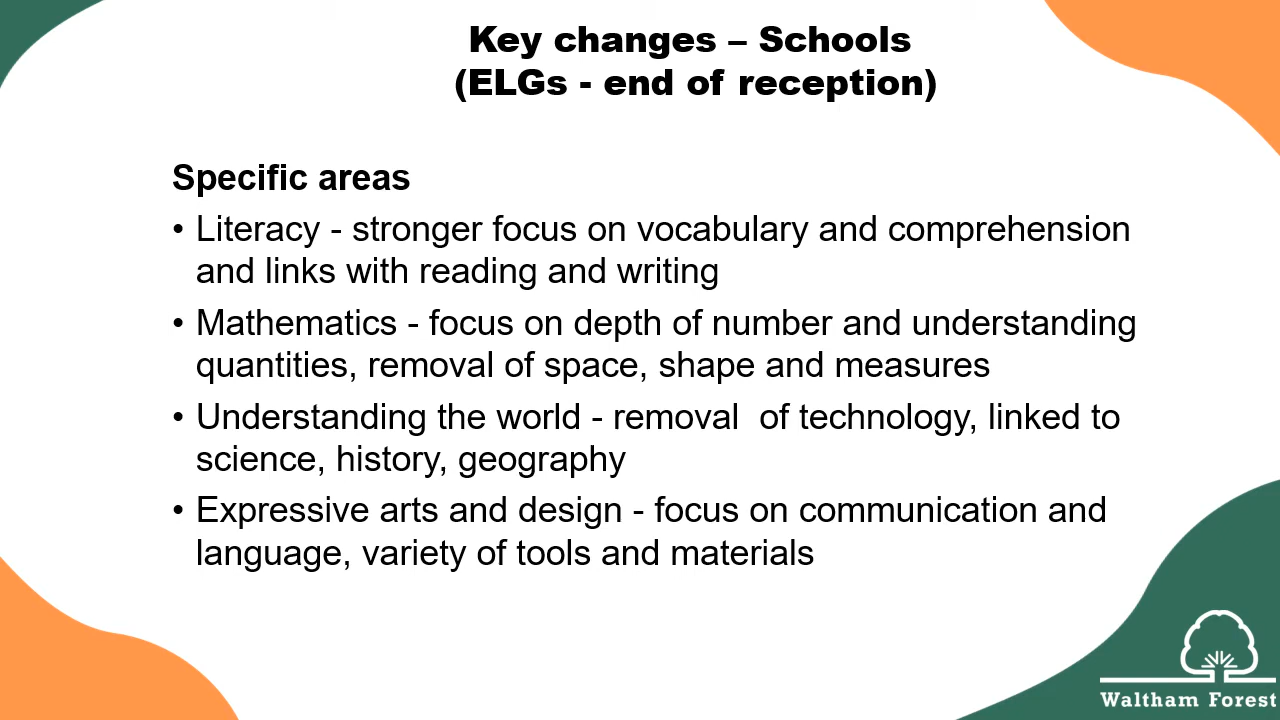 Key changes – Schools
(ELGs - end of reception)
Specific areas
• Literacy - stronger focus on vocabulary and comprehension
and links with reading and writing
• Mathematics - focus on depth of number and understanding
quantities, removal of space, shape and measures
• Understanding the world - removal  of technology, linked to
science, history, geography
• Expressive arts and design - focus on communication and
language, variety of tools and materials
Waltham Forest